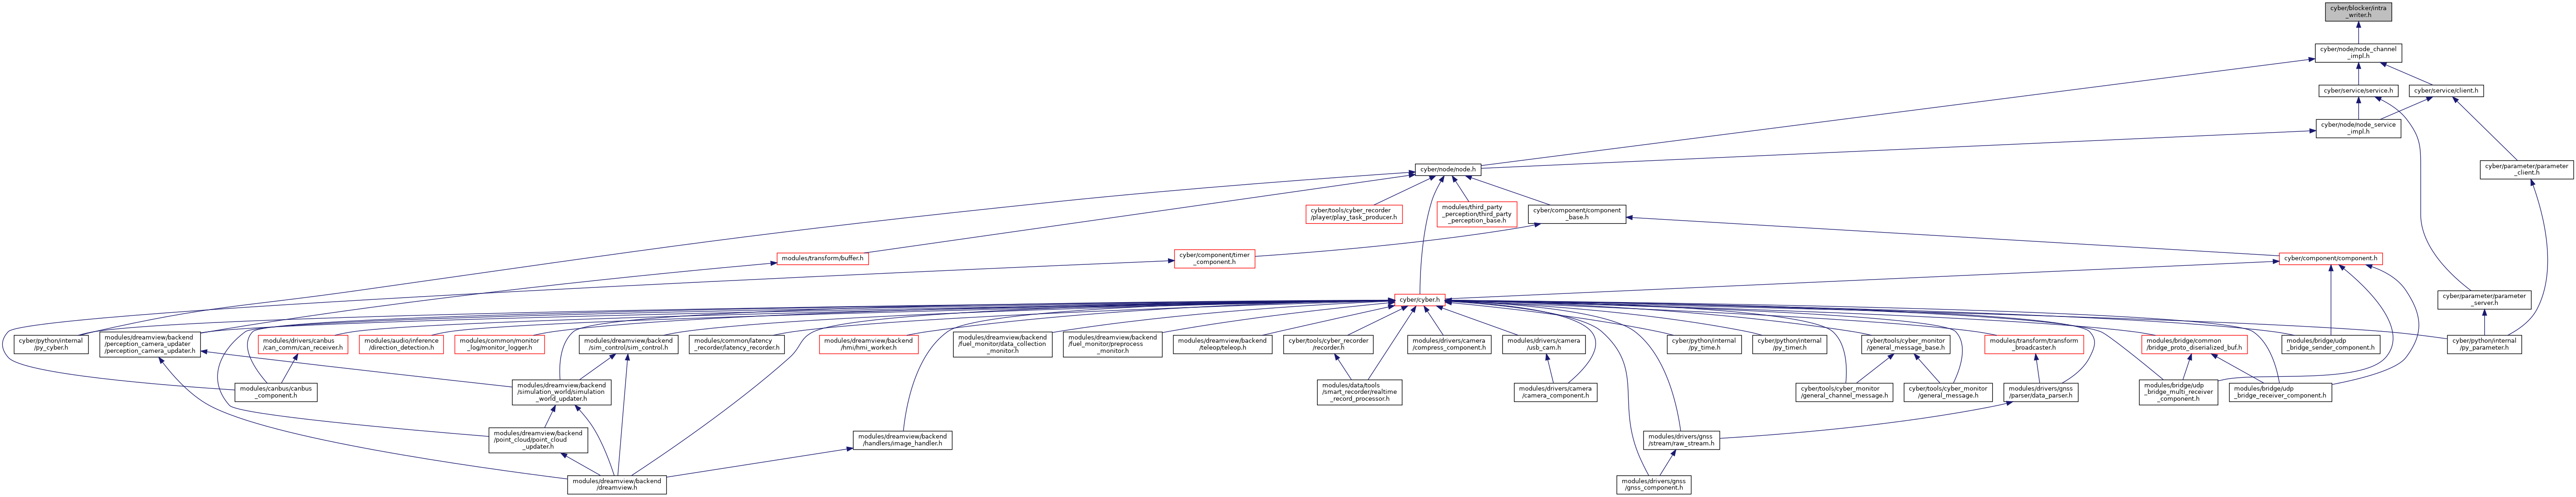 cyber/blocker/intra
_writer.h
cyber/node/node_channel
_impl.h
cyber/service/service.h
cyber/service/client.h
cyber/node/node_service
_impl.h
cyber/parameter/parameter
_client.h
cyber/node/node.h
cyber/tools/cyber_recorder
/player/play_task_producer.h
modules/third_party
_perception/third_party
_perception_base.h
cyber/component/component
_base.h
modules/transform/buffer.h
cyber/component/timer
_component.h
cyber/component/component.h
cyber/cyber.h
cyber/parameter/parameter
_server.h
cyber/python/internal
/py_cyber.h
modules/dreamview/backend
/perception_camera_updater
/perception_camera_updater.h
modules/drivers/canbus
/can_comm/can_receiver.h
modules/audio/inference
/direction_detection.h
modules/common/monitor
_log/monitor_logger.h
modules/dreamview/backend
/sim_control/sim_control.h
modules/common/latency
_recorder/latency_recorder.h
modules/dreamview/backend
/hmi/hmi_worker.h
modules/dreamview/backend
/fuel_monitor/data_collection
_monitor.h
modules/dreamview/backend
/fuel_monitor/preprocess
_monitor.h
modules/dreamview/backend
/teleop/teleop.h
cyber/tools/cyber_recorder
/recorder.h
modules/drivers/camera
/compress_component.h
modules/drivers/camera
/usb_cam.h
cyber/python/internal
/py_time.h
cyber/python/internal
/py_timer.h
cyber/tools/cyber_monitor
/general_message_base.h
modules/transform/transform
_broadcaster.h
modules/bridge/common
/bridge_proto_diserialized_buf.h
modules/bridge/udp
_bridge_sender_component.h
cyber/python/internal
/py_parameter.h
modules/canbus/canbus
_component.h
modules/dreamview/backend
/simulation_world/simulation
_world_updater.h
modules/data/tools
/smart_recorder/realtime
_record_processor.h
modules/drivers/camera
/camera_component.h
cyber/tools/cyber_monitor
/general_channel_message.h
cyber/tools/cyber_monitor
/general_message.h
modules/drivers/gnss
/parser/data_parser.h
modules/bridge/udp
_bridge_multi_receiver
_component.h
modules/bridge/udp
_bridge_receiver_component.h
modules/dreamview/backend
/point_cloud/point_cloud
_updater.h
modules/dreamview/backend
/handlers/image_handler.h
modules/drivers/gnss
/stream/raw_stream.h
modules/dreamview/backend
/dreamview.h
modules/drivers/gnss
/gnss_component.h